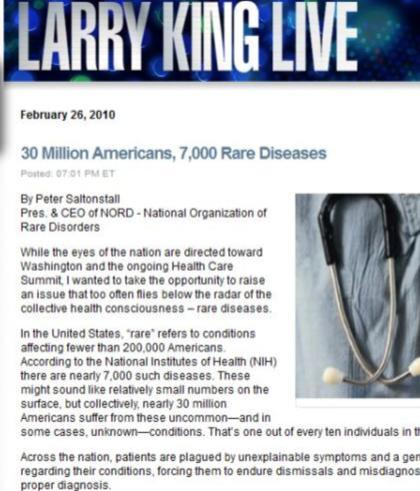 LARRY KING LIVE
February 26, 2010
30 Million Americans, 7,000 Rare Diseases
Posted: 07:01 PM ET
By Peter Saltonstall
Pres. & CEO of NORD - National Organization of
Rare Disorders
While the eyes of the nation are directed toward
Washington and the ongoing Health Care
Summit, I wanted to take the opportunity to raise
an issue that too often flies below the radar of the
collective health consciousness – rare diseases.
In the United States, “rare” refers to conditions
affecting fewer than 200,000 Americans.
According to the National Institutes of Health (NIH)
there are nearly 7,000 such diseases. These
might sound like relatively small numbers on the
surface, but collectively, nearly 30 million
Americans suffer from these uncommon—and in
some cases, unknown—conditions. That's one out of every ten individuals in
Across the nation, patients are plagued by unexplainable symptoms and a
regarding their conditions, forcing them to endure dismissals and
proper diagnosis.